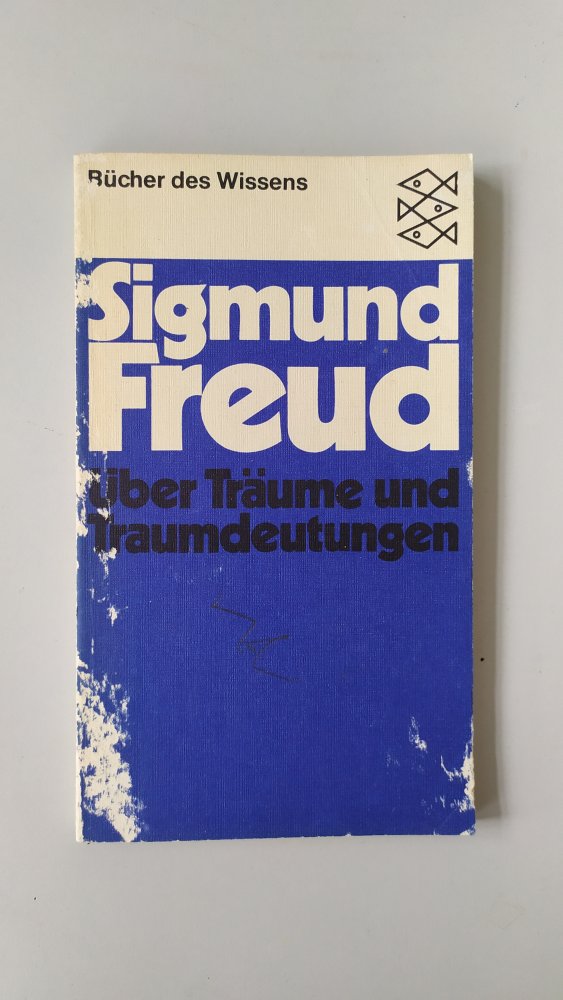 Bücher des Wissens
Sigmund
Freud
Über Träume und
Traumdeutungen